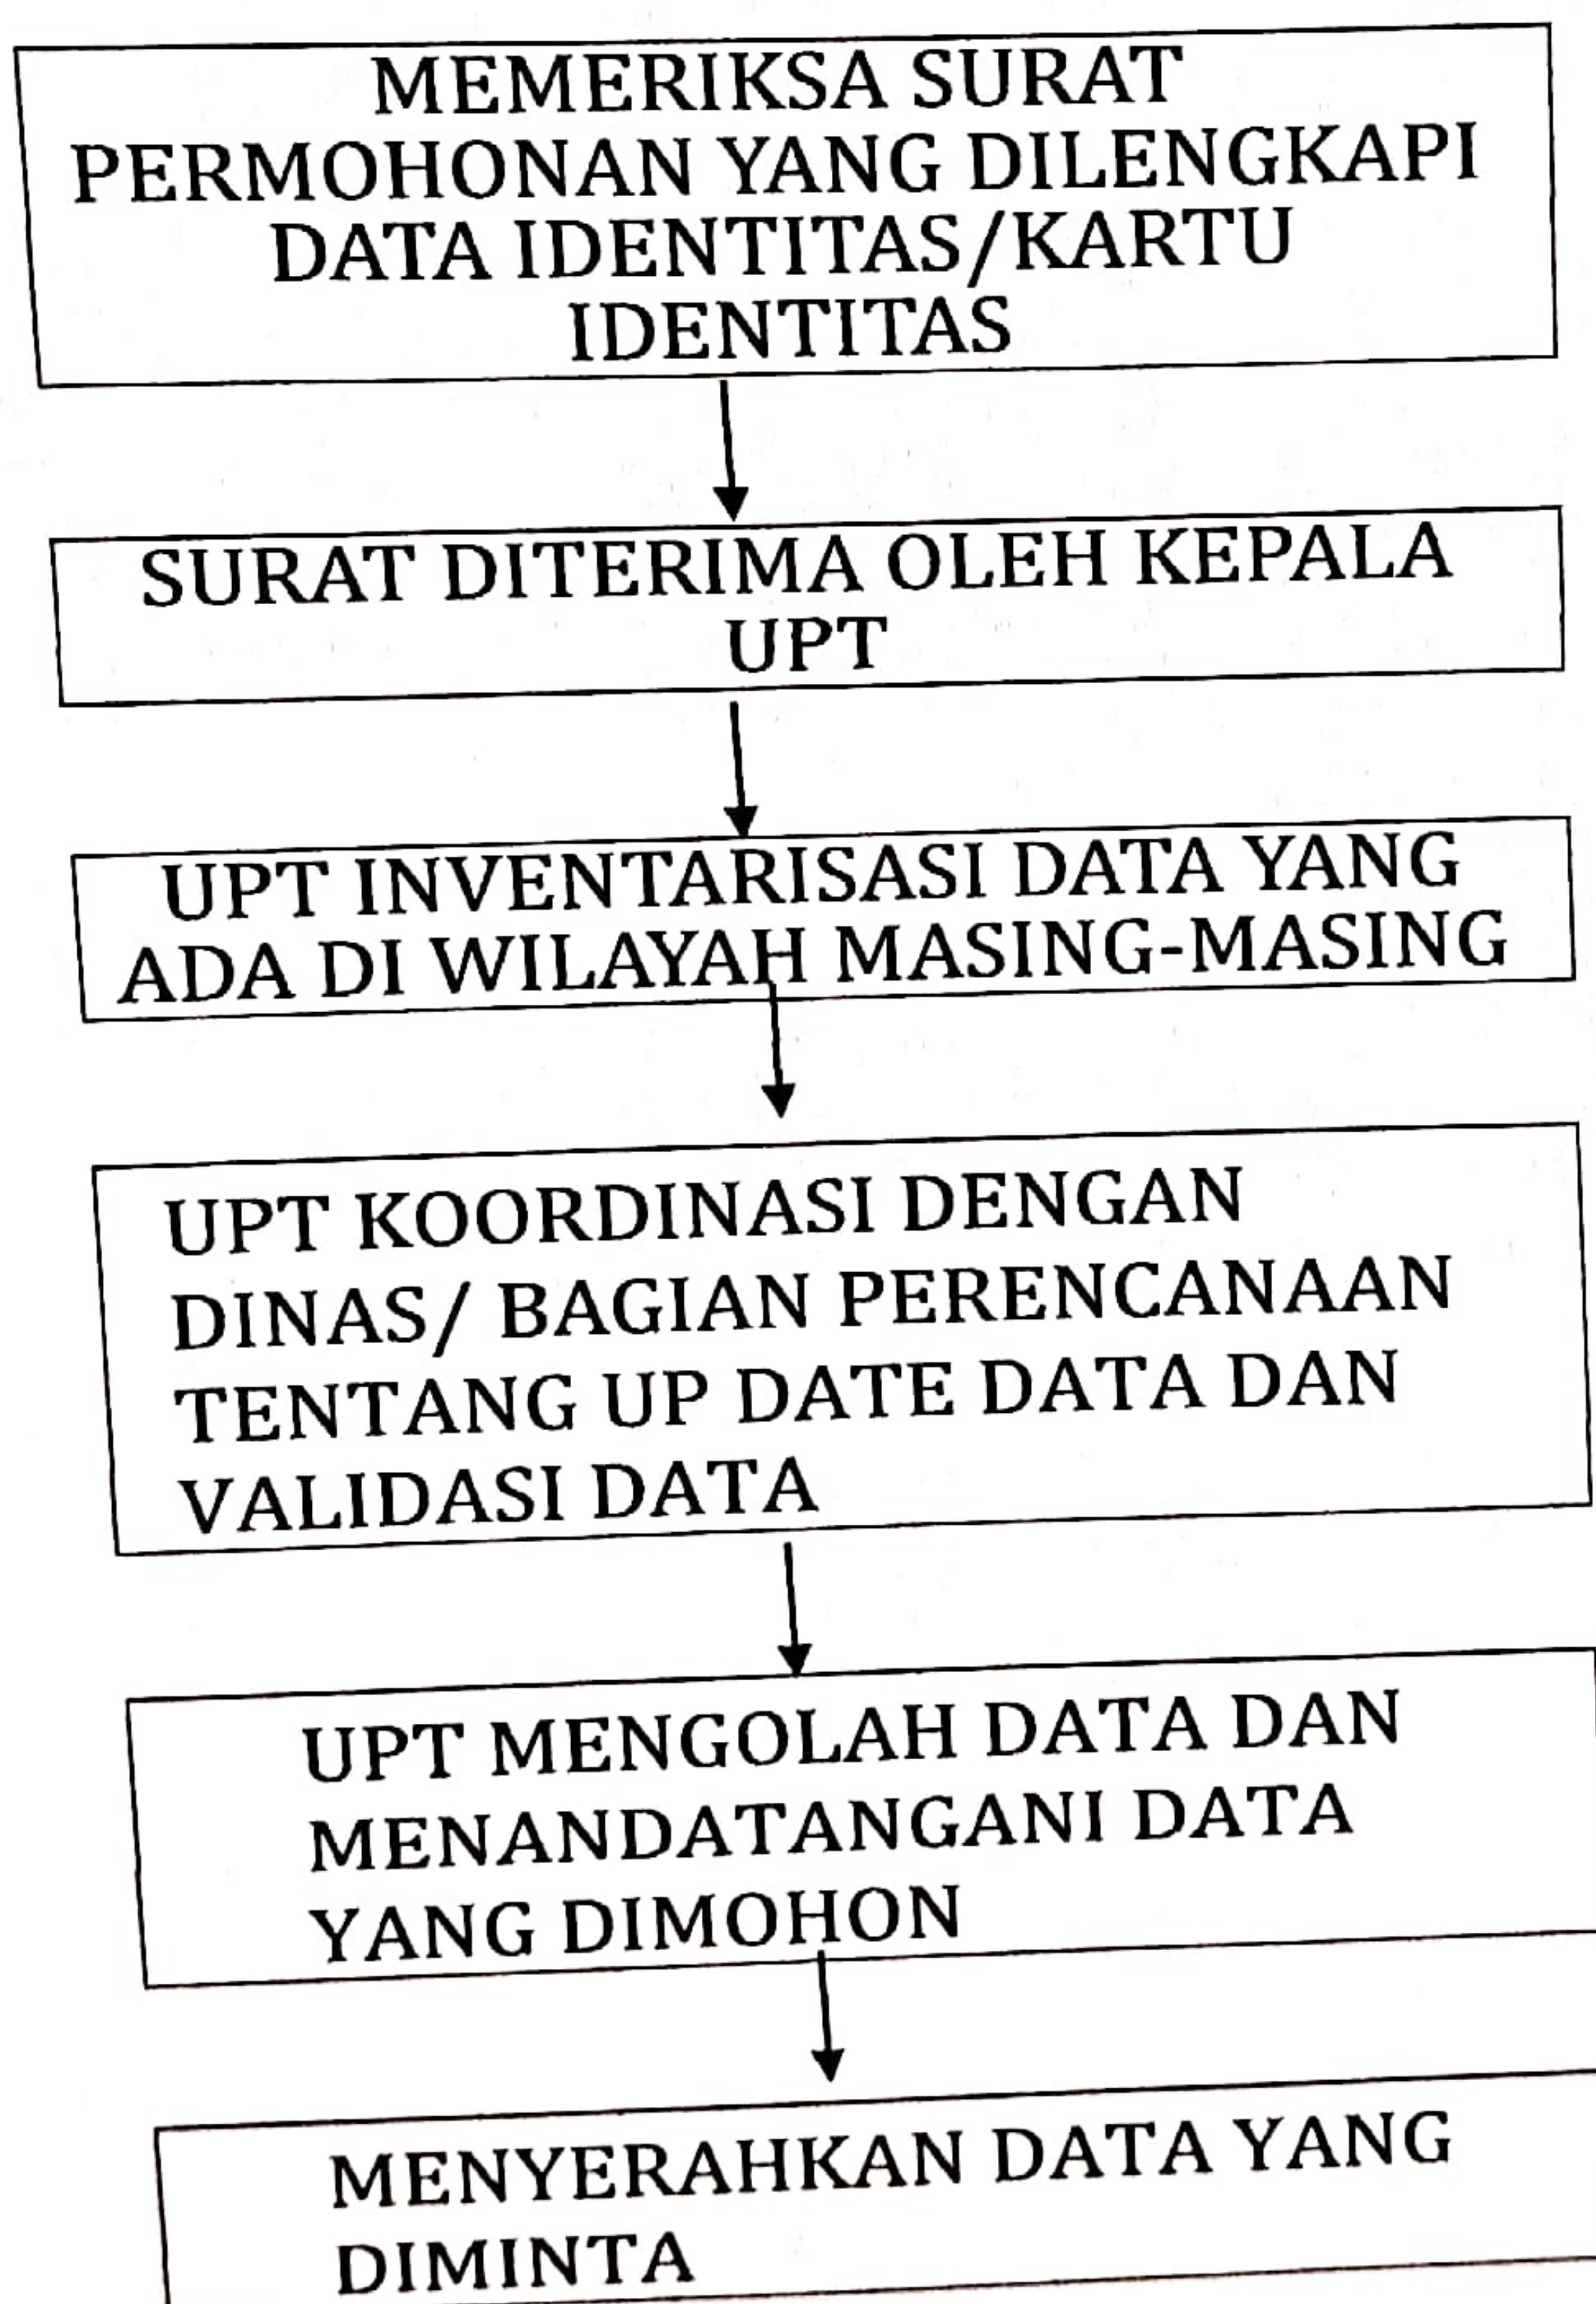 MEMERIKSA SURAT
PERMOHONAN YANG DILENGKAPI
DATA IDENTITAS/KARTU
IDENTITAS
SURAT DITERIMA OLEH KEPALA
UPT
UPT INVENTARISASI DATA YANG
ADA DI WILAYAH MASING-MASING
UPT KOORDINASI DENGAN
DINAS/ BAGIAN PERENCANAAN
TENTANG UP DATE DATA DAN
VALIDASI DATA
UPT MENGOLAH DATA DAN
MENANDATANGANI DATA
YANG DIMOHON
MENYERAHKAN DATA YANG
DIMINTA